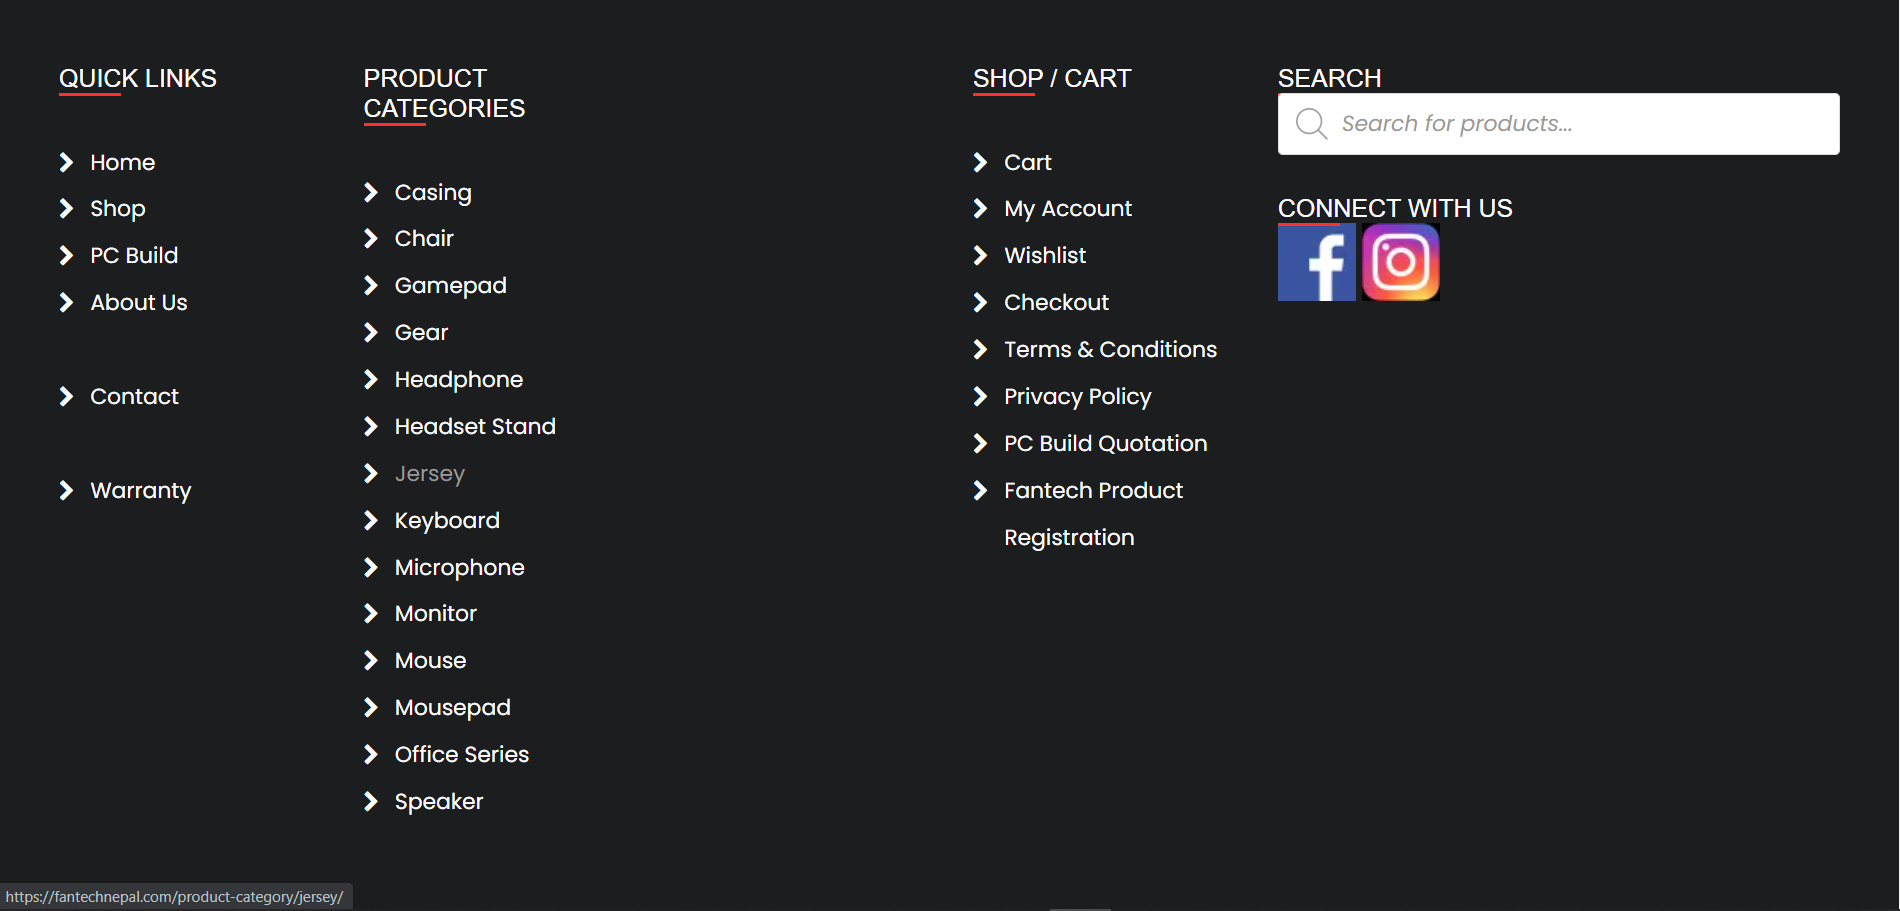 QUICK LINKS
Home
Shop
PC Build
About Us
Contact
Warranty
PRODUCT
CATEGORIES
Casing
Chair
Gamepad
Gear
Headphone
Headset Stand
Jersey
Keyboard
Microphone
Monitor
Mouse
Mousepad
Office Series
Speaker
SHOP / CART
Cart
My Account
Wishlist
Checkout
Terms & Conditions
Privacy Policy
PC Build Quotation
Fantech Product
Registration
SEARCH
Search for products...
CONNECT WITH US
https://fantechnepal.com/product-category/jersey/